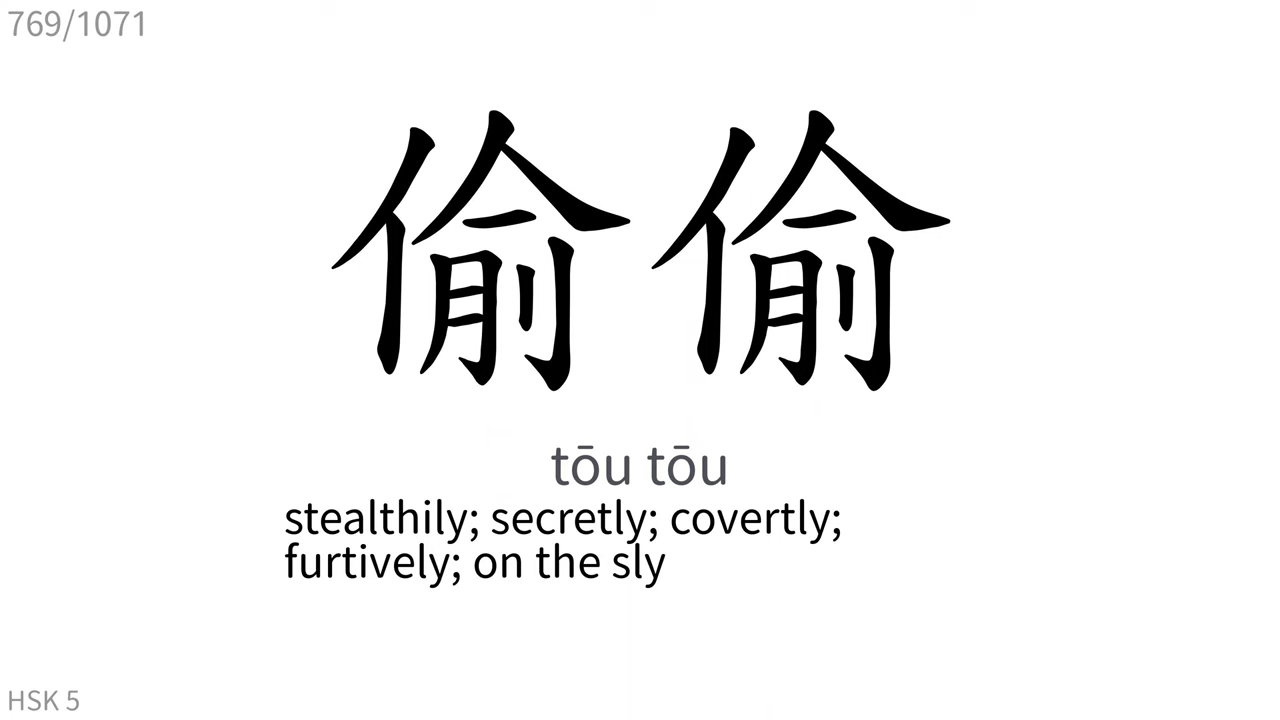 769/1071
偷偷
tōu tōu
stealthily; secretly; covertly;
furtively; on the sly
HSK 5